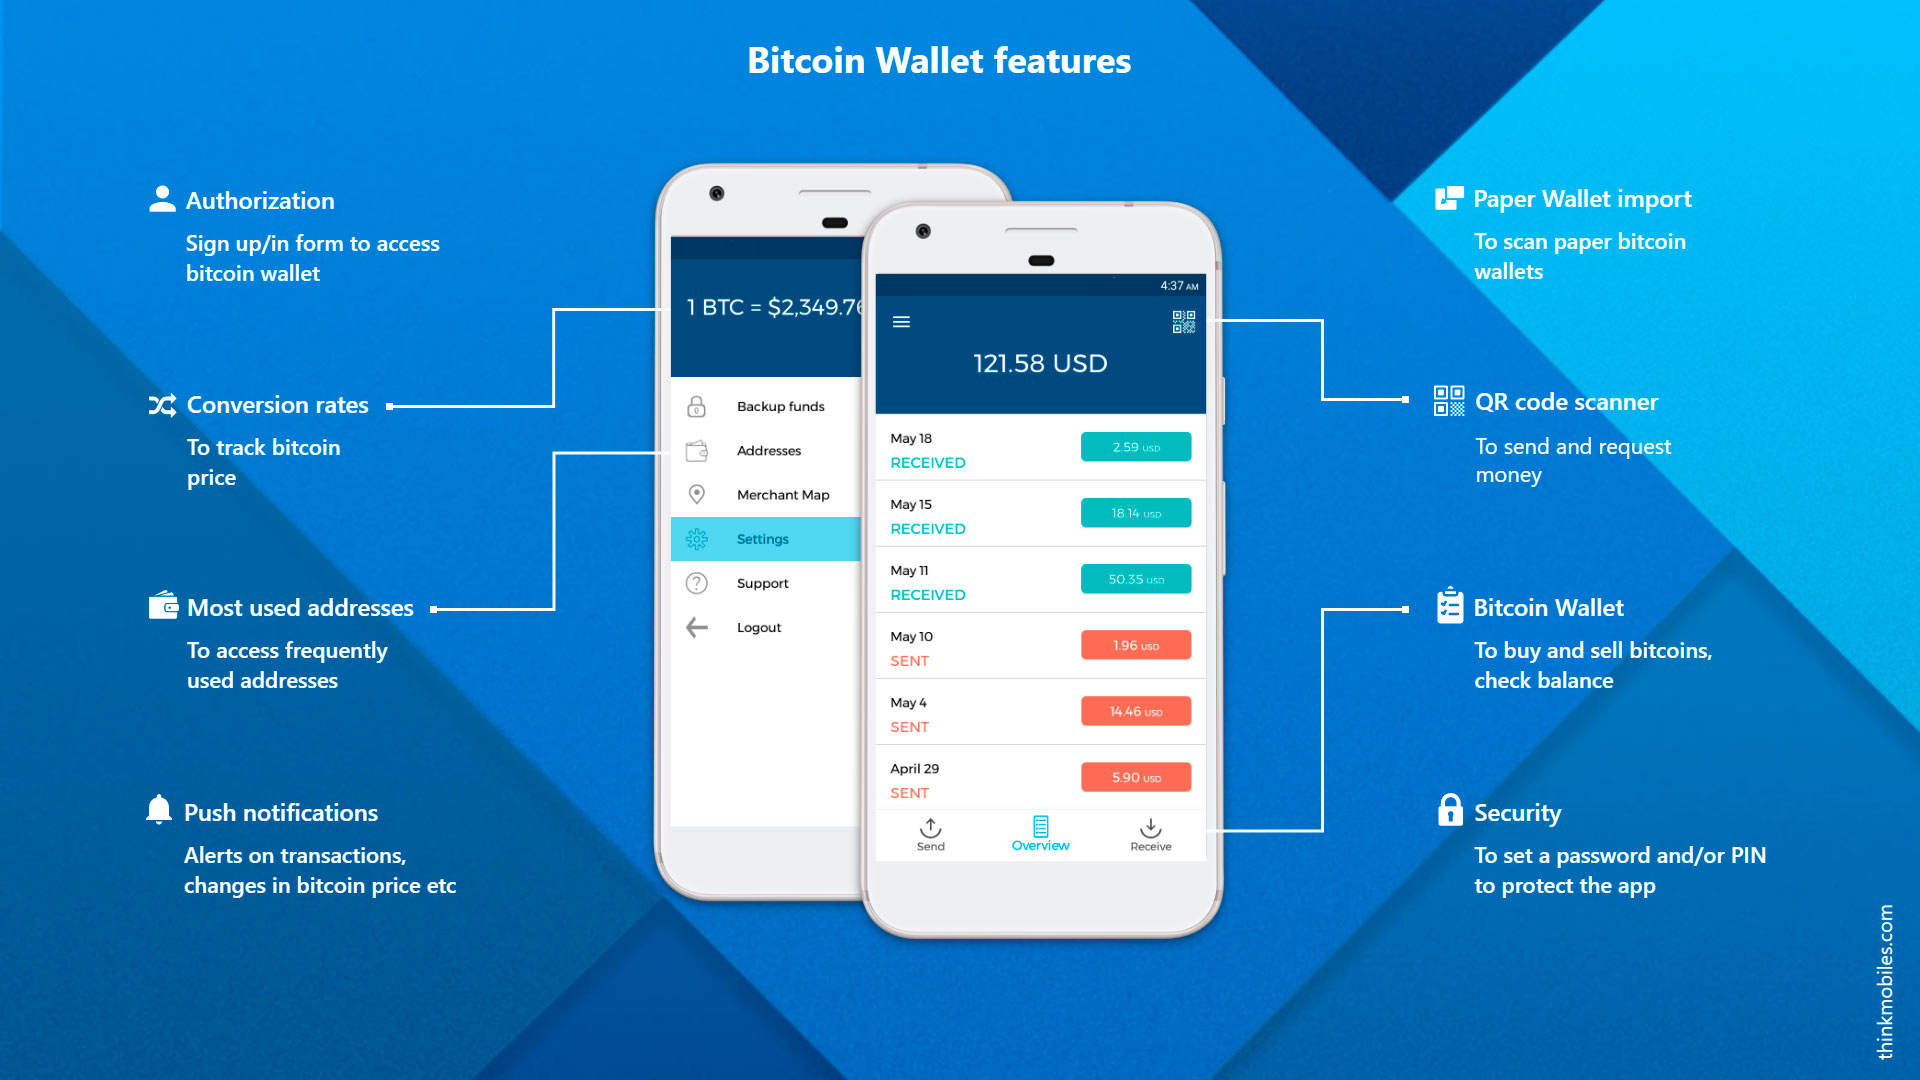 Bitcoin Wallet features
Authorization
Sign up/in form to access
bitcoin wallet
Conversion rates
To track bitcoin
price
Most used addresses
To access frequently
used addresses
Push notifications
Alerts on transactions,
changes in bitcoin price etc
1 BTC = $2,349.76
Backup funds
Addresses
Merchant Map
Settings
Support
Logout
4:37 AM
121.58 USD
May 18
RECEIVED
2.59 USD
May 15
RECEIVED
18.14 USD
May 11
RECEIVED
50.35 USD
May 10
SENT
1.96 USD
May 4
SENT
14.46 USD
April 29
SENT
5.90 USD
Send
Overview
Receive
Paper Wallet import
To scan paper bitcoin
wallets
QR code scanner
To send and request
money
Bitcoin Wallet
To buy and sell bitcoins,
check balance
Security
To set a password and/or PIN
to protect the app
thinkmobiles.com